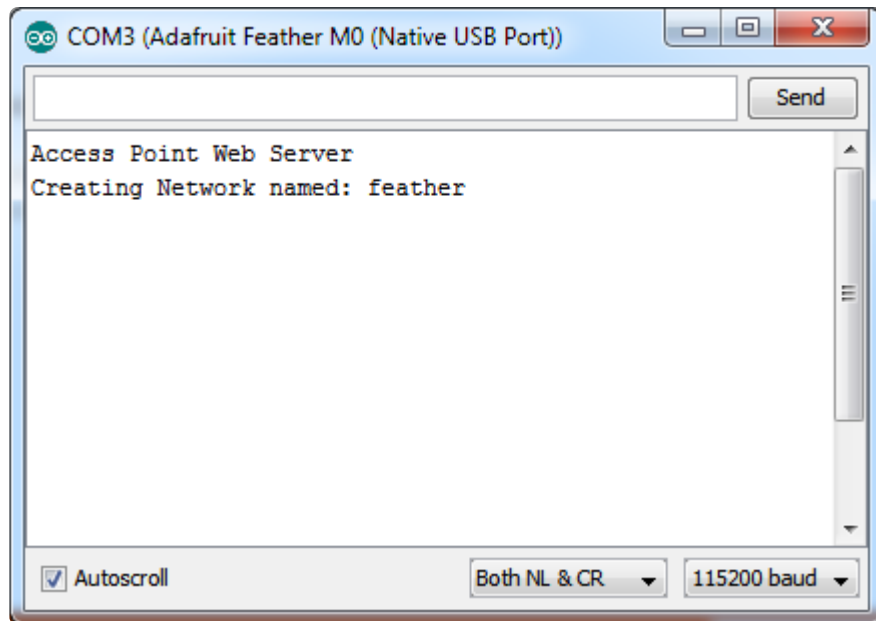 COM3 (Adafruit Feather M0 (Native USB Port))
Send
Access Point Web Server
Creating Network named: feather
Autoscroll
Both NL & CR
115200 baud